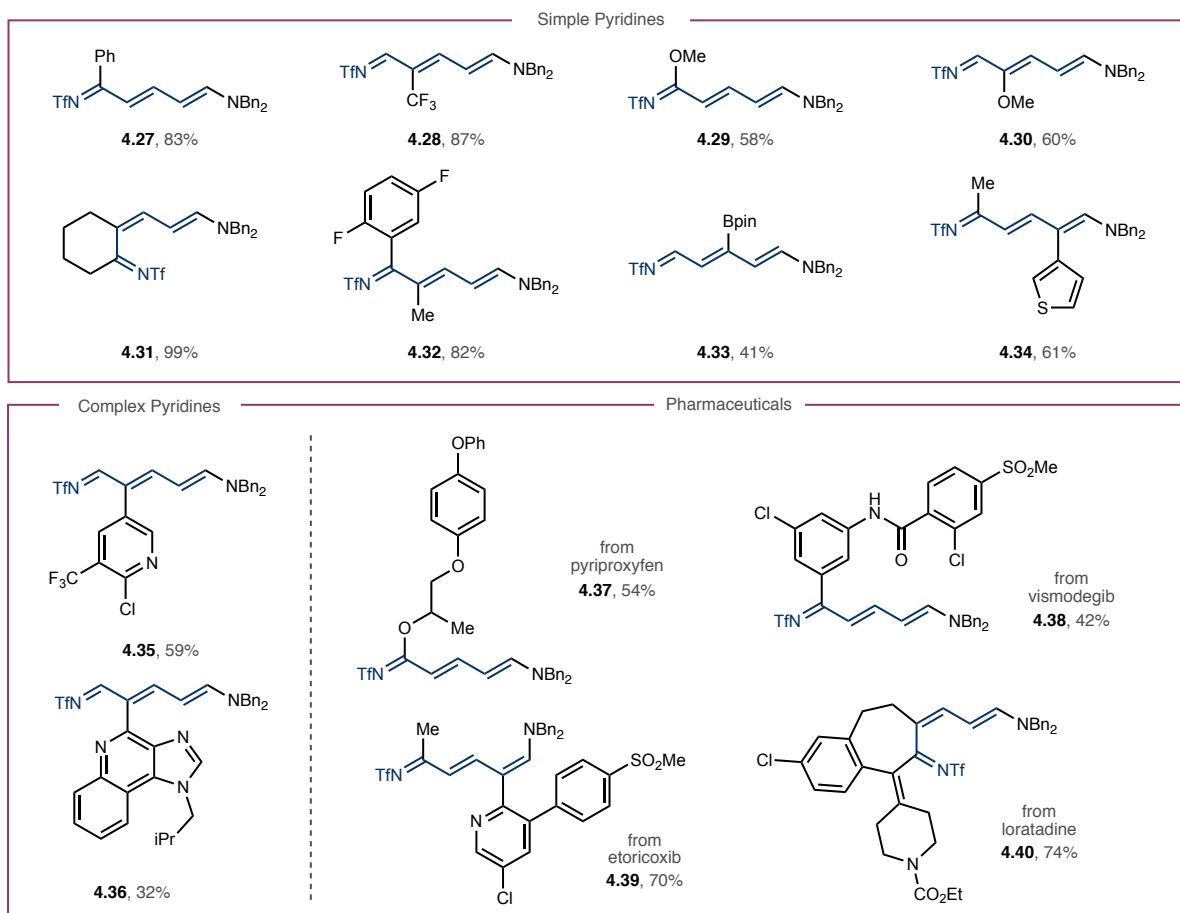 Simple Pyridines
Ph
TfN
NBn2
4.27, 83%
TfN
CF3
NBn2
4.28, 87%
OMe
TfN
NBn2
4.29, 58%
TfN
OMe
NBn2
4.30, 60%
NBn2
NTf
4.31, 99%
F
F
TfN
Me
NBn2
4.32, 82%
Bpin
TfN
NBn2
4.33, 41%
Me
TfN
NBn2
S
4.34, 61%
Complex Pyridines
TfN
NBn2
F3C
N
Cl
4.35, 59%
TfN
NBn2
N
N
N
iPr
4.36, 32%
Pharmaceuticals
OPh
O
O
Me
TfN
NBn2
from
pyriproxyfen
4.37, 54%
SO2Me
Cl
H
N
O
Cl
TfN
NBn2
from
vismodegib
4.38, 42%
Me
NBn2
TfN
SO2Me
N
Cl
from
etoricoxib
4.39, 70%
NBn2
Cl
NTf
N
CO2Et
from
loratadine
4.40, 74%